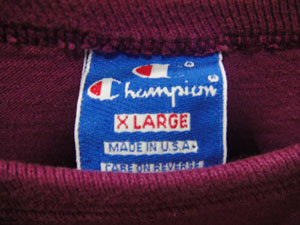 Champion
X LARGE
MADE IN U.S.A.
CARE ON REVERSE